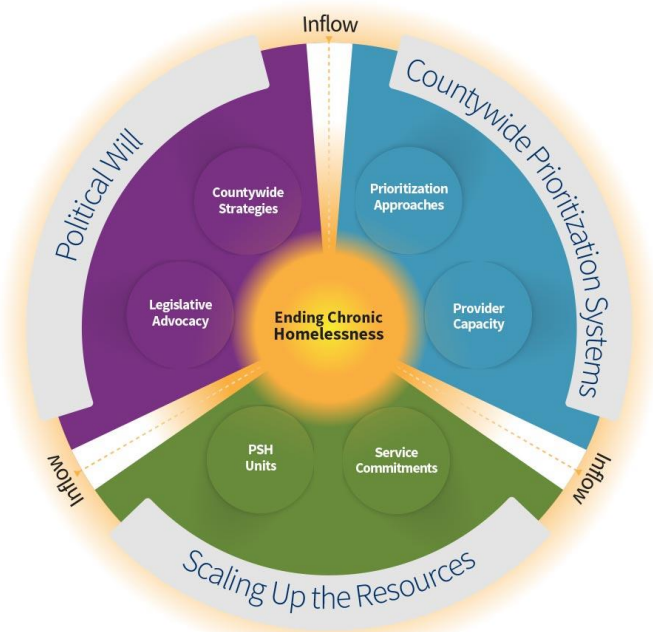 Inflow
Political Will
Countywide Prioritization Systems
Countywide
Strategies
Prioritization
Approaches
Legislative
Advocacy
Provider
Capacity
Ending Chronic
Homelessness
PSH
Units
Service
Commitments
Inflow
Inflow
Scaling Up the Resources